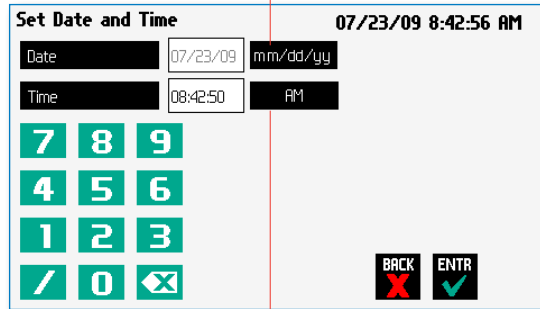 Set Date and Time 07/23/09 8:42:56 AM
Date 07/23/09 mm/dd/yy
Time 08:42:50 AM
7 8 9
4 5 6
1 2 3
BACK ENTR
/ 0